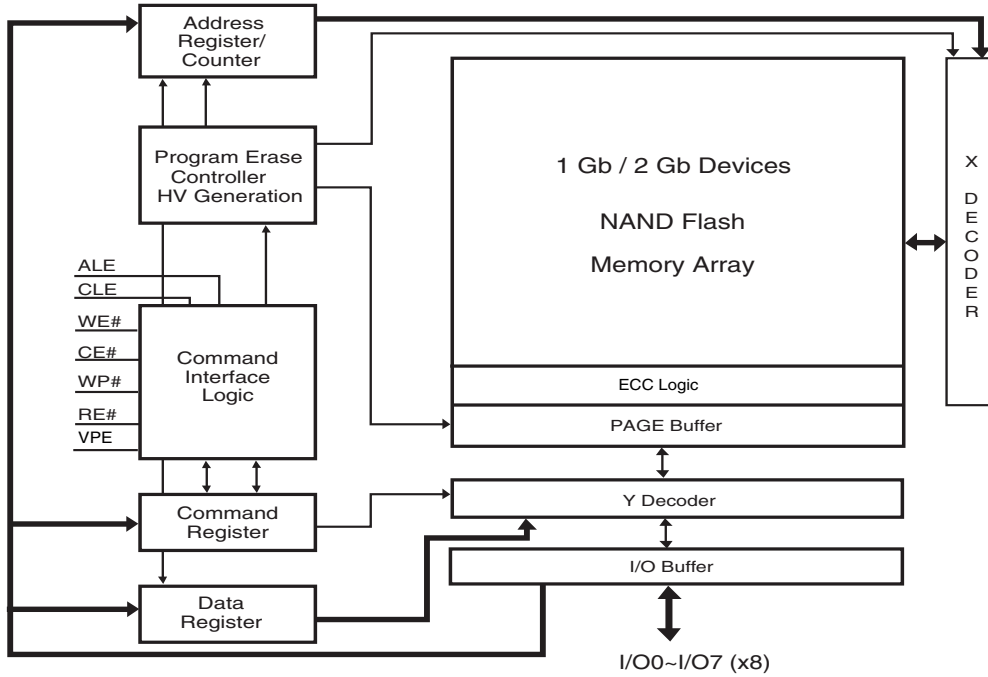 Address
Register/
Counter
Program Erase
Controller
HV Generation
ALE
CLE
WE#
CE#
WP#
RE#
VPE
Command
Interface
Logic
Command
Register
Data
Register
1 Gb / 2 Gb Devices
NAND Flash
Memory Array
ECC Logic
PAGE Buffer
Y Decoder
I/O Buffer
I/O0~I/O7 (x8)
X
D
E
C
O
D
E
R